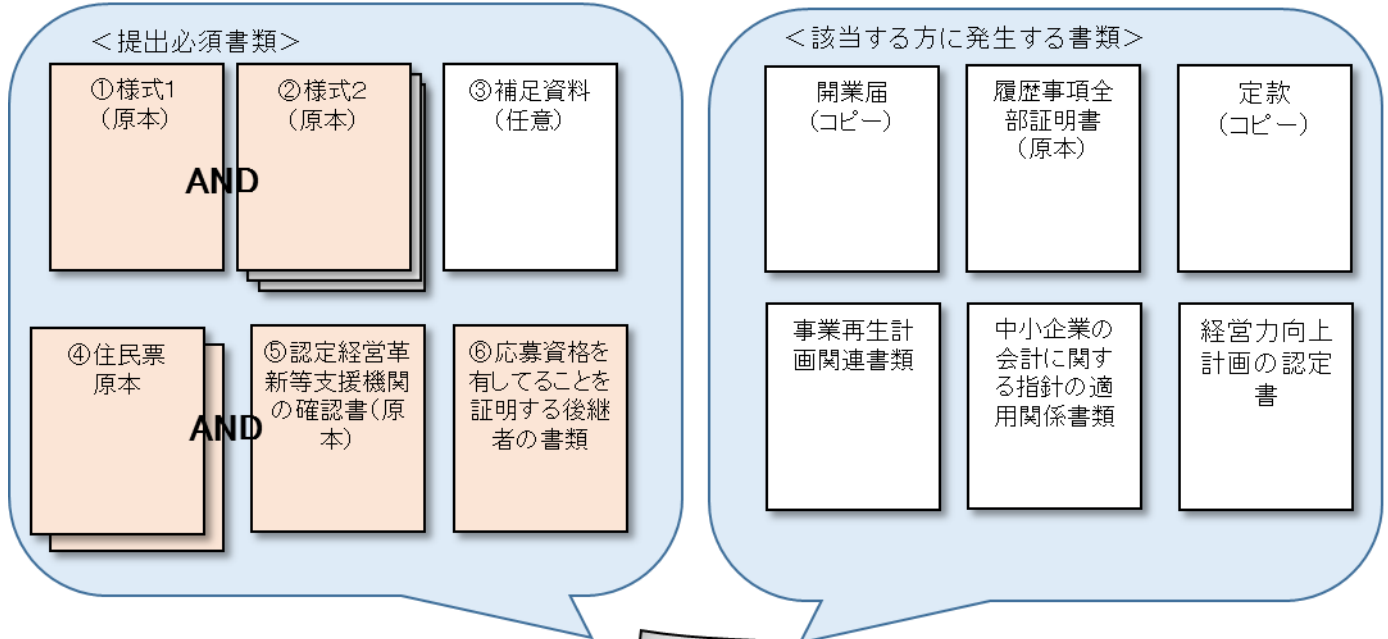 ＜提出必須書類＞
①様式1
（原本）
②様式2
（原本）
③補足資料
（任意）
AND
④住民票
原本
⑤認定経営革
新等支援機関
の確認書（原
本）
⑥応募資格を
有してることを
証明する後継
者の書類
AND
＜該当する方に発生する書類＞
開業届
（コピー）
履歴事項全
部証明書
（原本）
定款
（コピー）
事業再生計
画関連書類
中小企業の
会計に関す
る指針の適
用関係書類
経営力向上
計画の認定
書